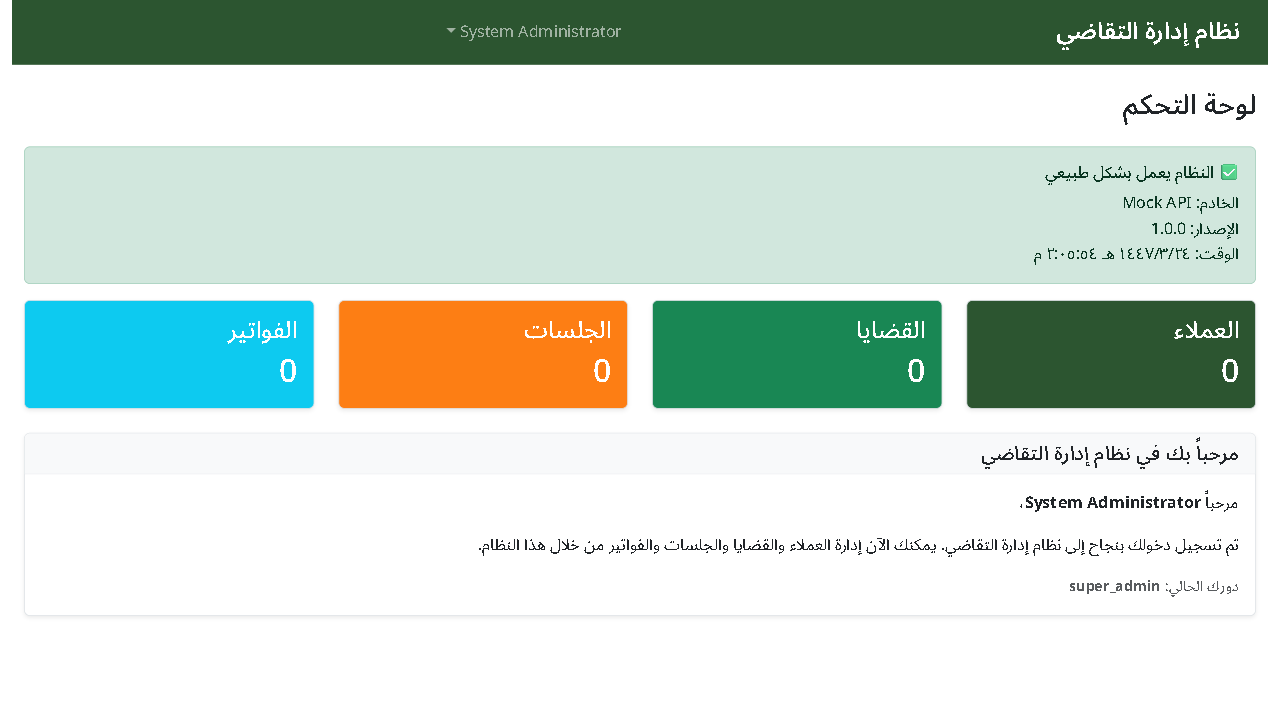 نظام إدارة التقاضي
System Administrator
لوحة التحكم
✅ النظام يعمل بشكل طبيعي
الخادم: Mock API
الإصدار: 1.0.0
الوقت: ١٤٤٧/٣/٢٤ هـ ٣:٠٥:٥٤ م
العملاء
0
القضايا
0
الجلسات
0
الفواتير
0
مرحباً بك في نظام إدارة التقاضي
مرحباً System Administrator،
تم تسجيل دخولك بنجاح إلى نظام إدارة التقاضي. يمكنك الآن إدارة العملاء والقضايا والجلسات والفواتير من خلال هذا النظام.
دورك الحالي: super_admin